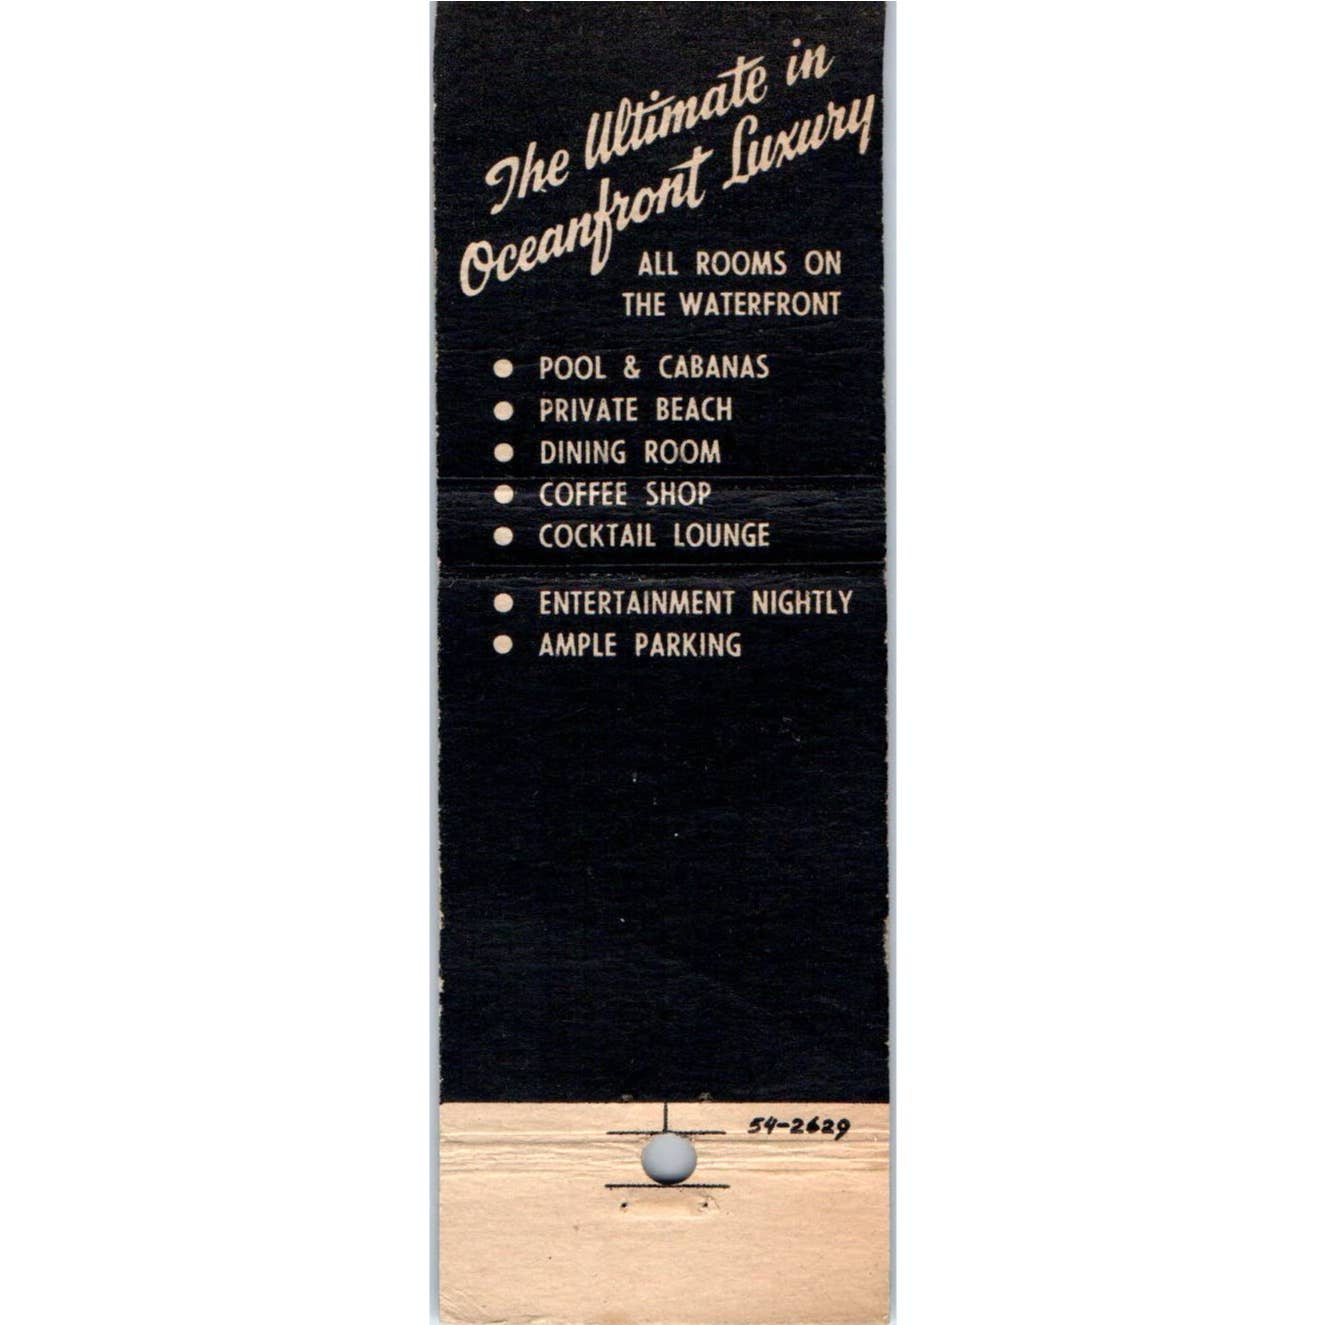 The Ultimate in
Oceanfront Luxury
ALL ROOMS ON
THE WATERFRONT
● POOL & CABANAS
● PRIVATE BEACH
● DINING ROOM
● COFFEE SHOP
● COCKTAIL LOUNGE
● ENTERTAINMENT NIGHTLY
● AMPLE PARKING
54-2629